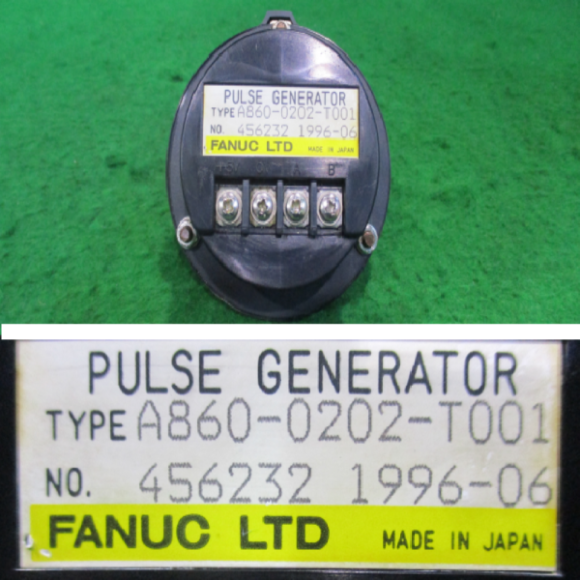 PULSE GENERATOR
TYPE A860-0202-T001
NO. 456232 1996-06
FANUC LTD MADE IN JAPAN
A B
PULSE GENERATOR
TYPE A860-0202-T001
NO. 456232 1996-06
FANUC LTD MADE IN JAPAN